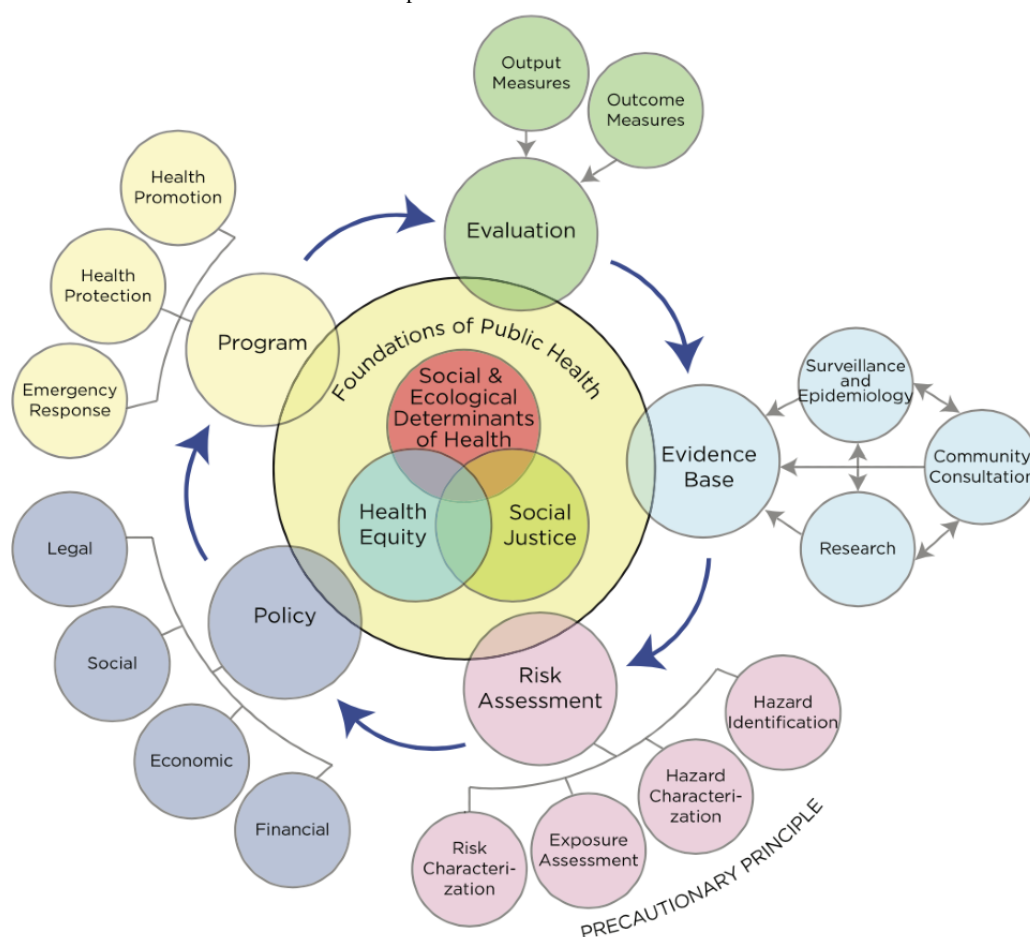 Output
Measures
Outcome
Measures
Evaluation
Health
Promotion
Health
Protection
Emergency
Response
Program
Foundations of Public Health
Social &
Ecological
Determinants
of Health
Health
Equity
Social
Justice
Evidence
Base
Surveillance
and
Epidemiology
Community
Consultation
Research
Legal
Social
Economic
Financial
Policy
Risk
Assessment
Hazard
Identification
Hazard
Characteri-
zation
Exposure
Assessment
Risk
Characteri-
zation
PRECAUTIONARY PRINCIPLE